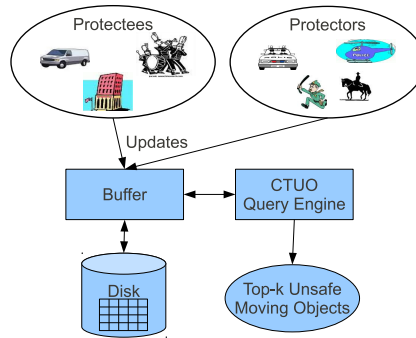 Protectees
Protectors
Updates
Buffer
CTUO
Query Engine
Disk
Top-k Unsafe
Moving Objects